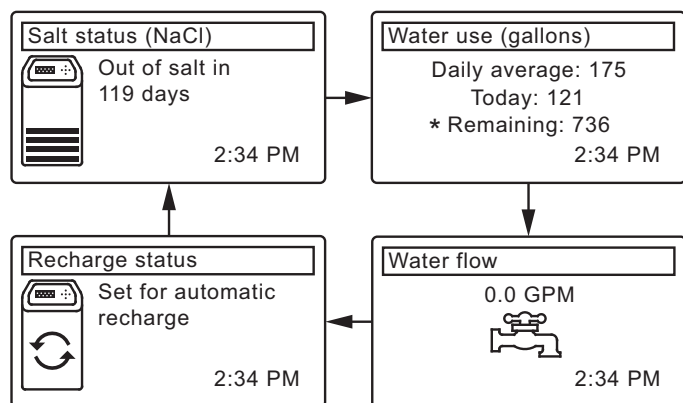 Salt status (NaCl)
Out of salt in
119 days
2:34 PM
Water use (gallons)
Daily average: 175
Today: 121
* Remaining: 736
2:34 PM
Recharge status
Set for automatic
recharge
2:34 PM
Water flow
0.0 GPM
2:34 PM